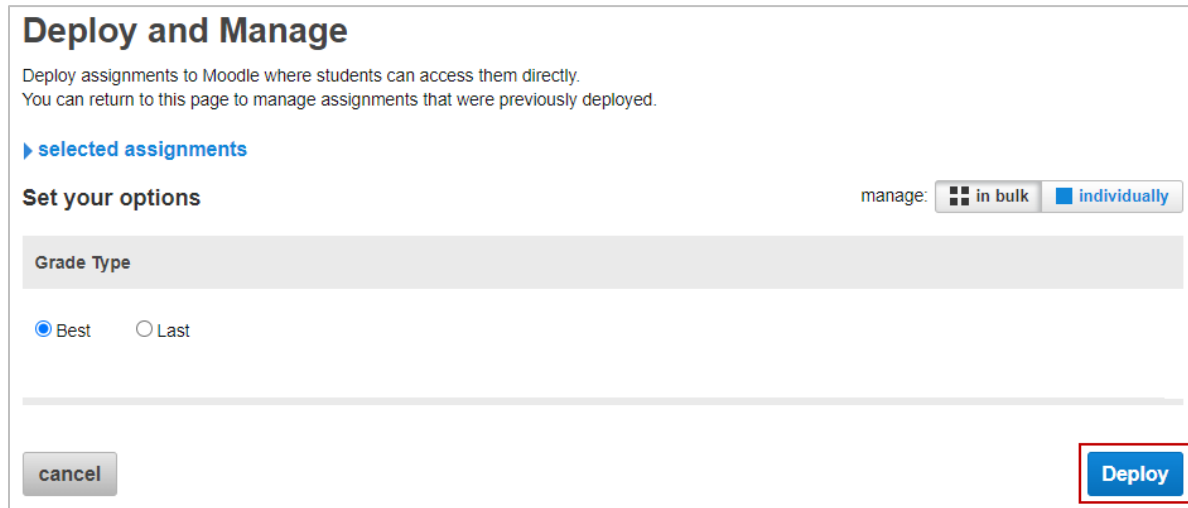 Deploy and Manage
Deploy assignments to Moodle where students can access them directly.
You can return to this page to manage assignments that were previously deployed.
selected assignments
Set your options
manage: in bulk individually
Grade Type
Best Last
cancel
Deploy